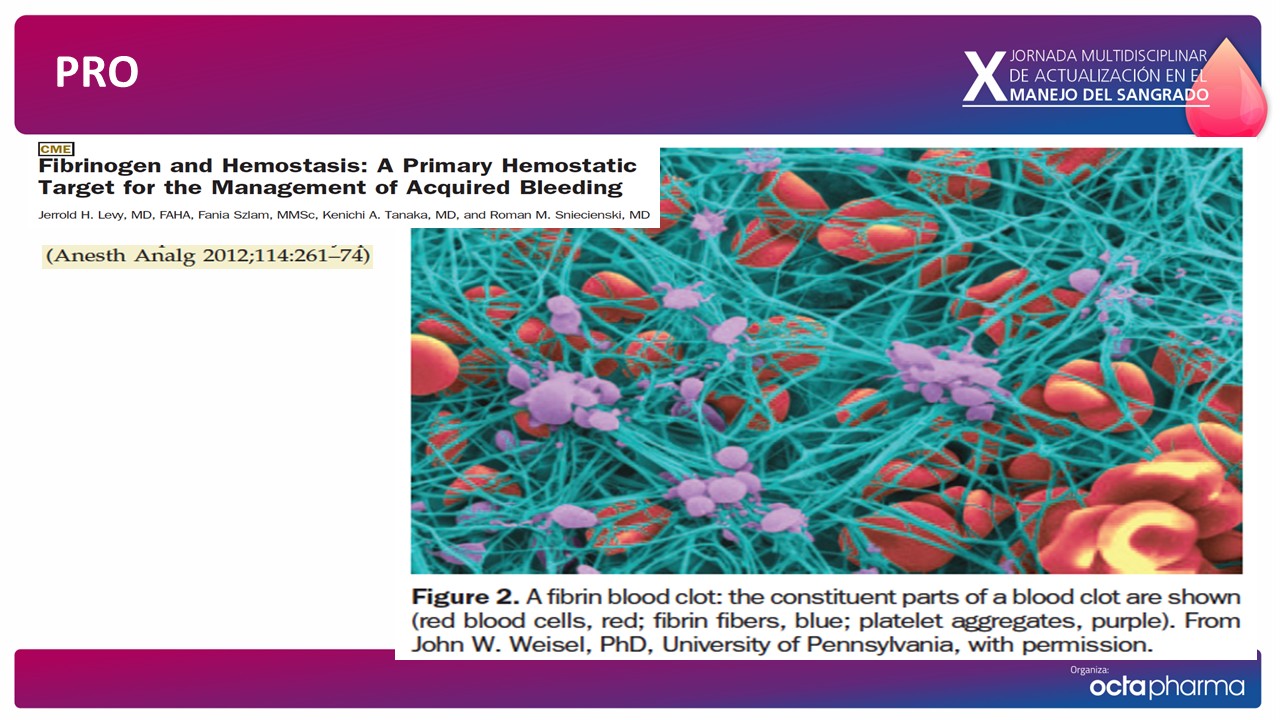 PRO
X JORNADA MULTIDISCIPLINAR
DE ACTUALIZACIÓN EN EL
MANEJO DEL SANGRADO
CME
Fibrinogen and Hemostasis: A Primary Hemostatic
Target for the Management of Acquired Bleeding
Jerrold H. Levy, MD, FAHA, Fania Szlam, MMSc, Kenichi A. Tanaka, MD, and Roman M. Sniecienski, MD
(Anesth Analg 2012;114:261–74)
Figure 2. A fibrin blood clot: the constituent parts of a blood clot are shown
(red blood cells, red; fibrin fibers, blue; platelet aggregates, purple). From
John W. Weisel, PhD, University of Pennsylvania, with permission.
Organiza:
octapharma